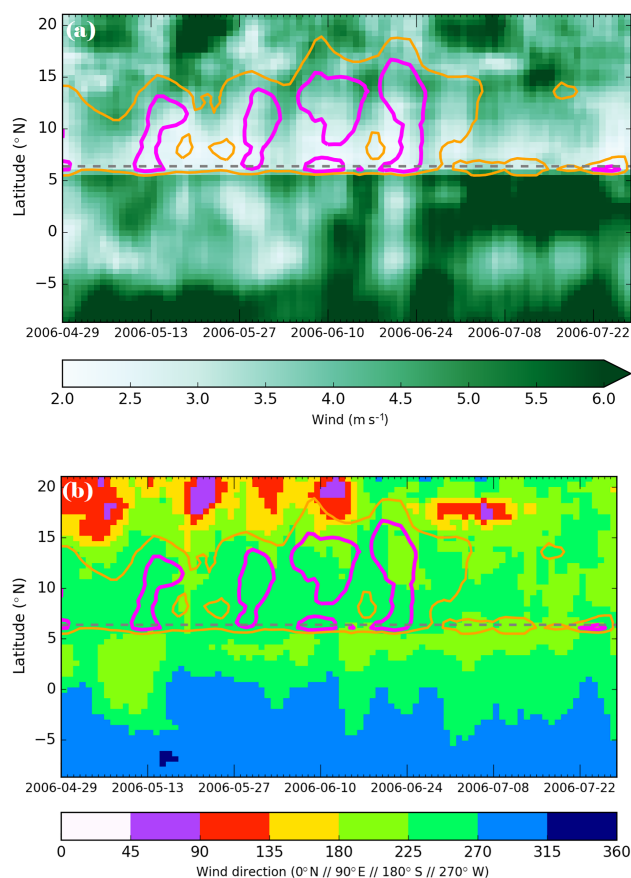 (a)
20
15
10
5
0
−5
Latitude (° N)
2006-04-29 2006-05-13 2006-05-27 2006-06-10 2006-06-24 2006-07-08 2006-07-22
2.0 2.5 3.0 3.5 4.0 4.5 5.0 5.5 6.0
Wind (m s⁻¹)
(b)
20
15
10
5
0
−5
Latitude (° N)
2006-04-29 2006-05-13 2006-05-27 2006-06-10 2006-06-24 2006-07-08 2006-07-22
0 45 90 135 180 225 270 315 360
Wind direction (0°N // 90°E // 180° S // 270° W)